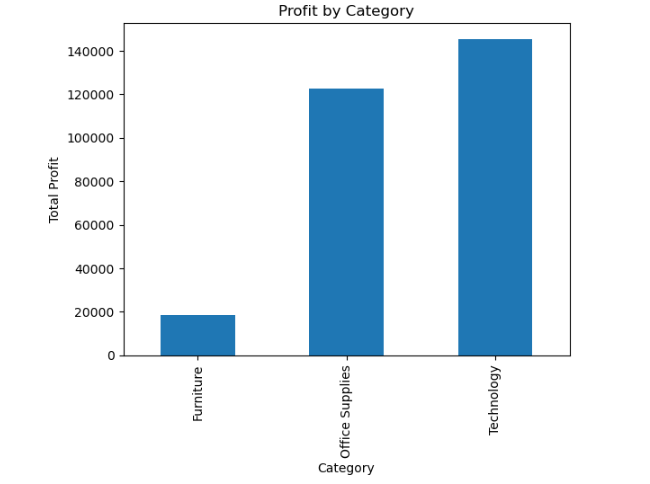 Profit by Category
Total Profit
140000
120000
100000
80000
60000
40000
20000
0
Furniture
Office Supplies
Technology
Category